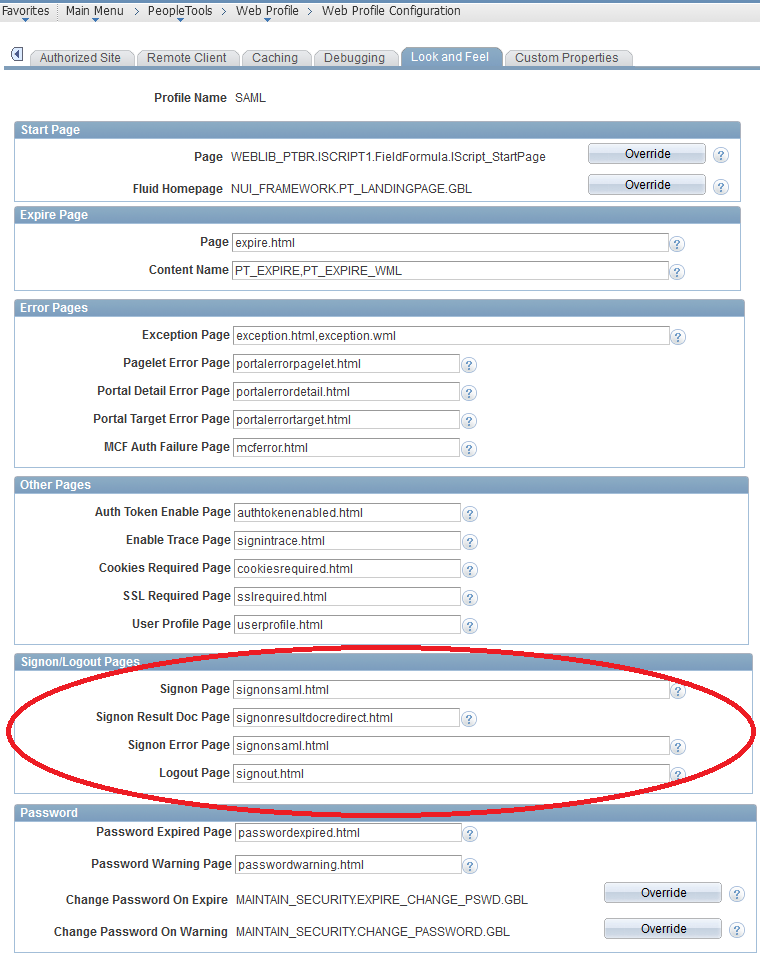 Favorites Main Menu > PeopleTools > Web Profile > Web Profile Configuration
Authorized Site Remote Client Caching Debugging Look and Feel Custom Properties
Profile Name SAML
Start Page
Page WEBLIB_PTBR.ISCRIPT1.FieldFormula.IScript_StartPage Override ?
Fluid Homepage NUI_FRAMEWORK.PT_LANDINGPAGE.GBL Override ?
Expire Page
Page expire.html ?
Content Name PT_EXPIRE,PT_EXPIRE_WML ?
Error Pages
Exception Page exception.html,exception.wml ?
Pagelet Error Page portalerrorpagelet.html ?
Portal Detail Error Page portalerrordetail.html ?
Portal Target Error Page portalerrortarget.html ?
MCF Auth Failure Page mcferror.html ?
Other Pages
Auth Token Enable Page authtokenenabled.html ?
Enable Trace Page signintrace.html ?
Cookies Required Page cookiesrequired.html ?
SSL Required Page sslrequired.html ?
User Profile Page userprofile.html ?
Signon/Logout Pages
Signon Page signonsaml.html ?
Signon Result Doc Page signonresultdocredirect.html ?
Signon Error Page signonsaml.html ?
Logout Page signout.html ?
Password
Password Expired Page passwordexpired.html ?
Password Warning Page passwordwarning.html ?
Change Password On Expire MAINTAIN_SECURITY.EXPIRE_CHANGE_PSWD.GBL Override ?
Change Password On Warning MAINTAIN_SECURITY.CHANGE_PASSWORD.GBL Override ?